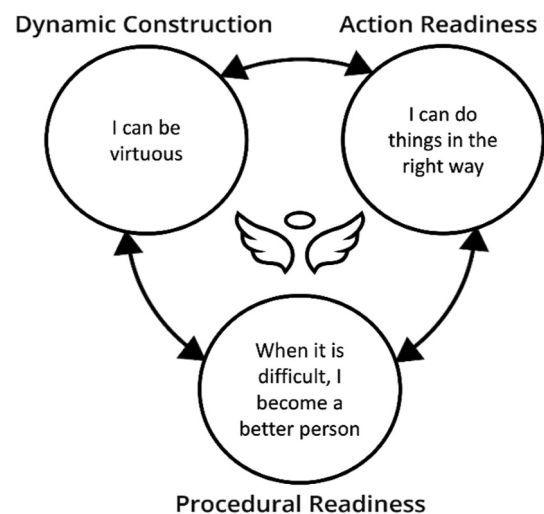 Dynamic Construction
Action Readiness
I can be
virtuous
I can do
things in the
right way
When it is
difficult, I
become a
better person
Procedural Readiness